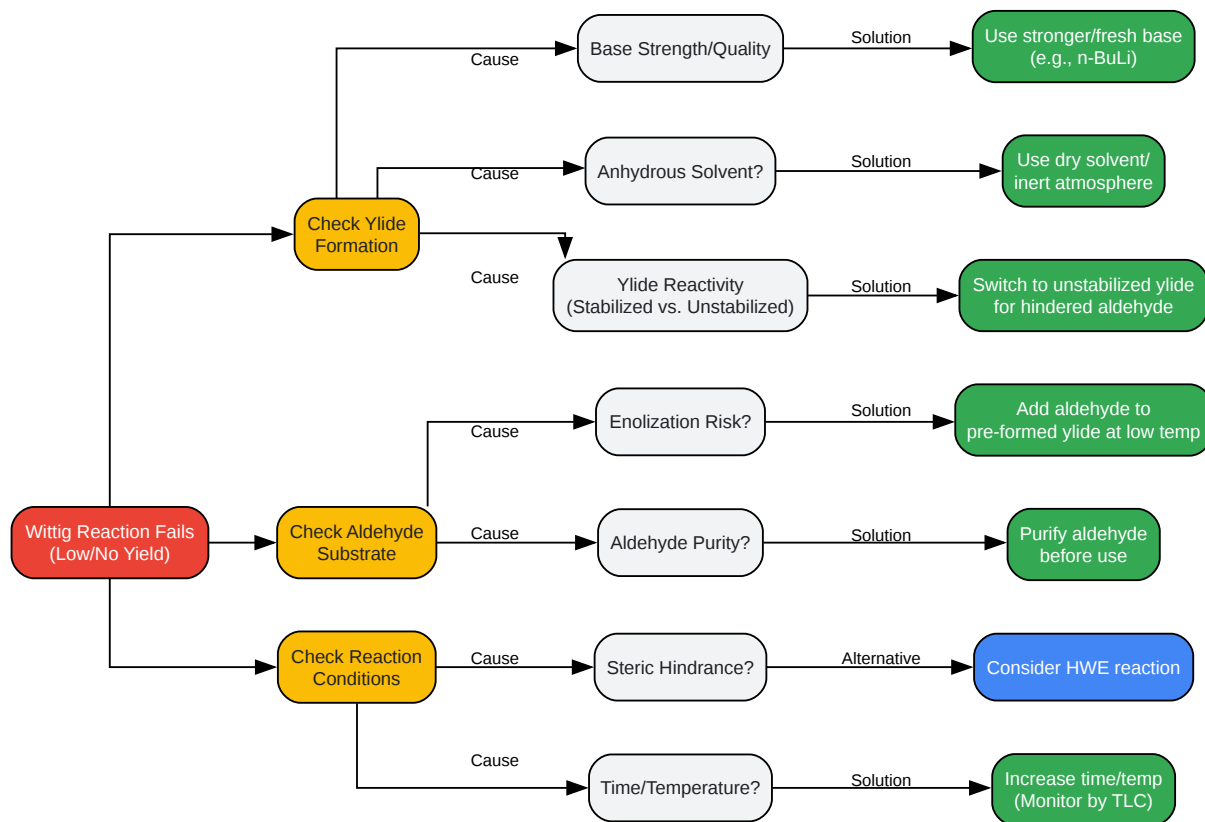 Base Strength/Quality
Solution
Use stronger/fresh base
(e.g., n-BuLi)
Cause
Anhydrous Solvent?
Solution
Use dry solvent/
inert atmosphere
Cause
Check Ylide
Formation
Cause
Ylide Reactivity
(Stabilized vs. Unstabilized)
Solution
Switch to unstabilized ylide
for hindered aldehyde
Enolization Risk?
Solution
Add aldehyde to
pre-formed ylide at low temp
Cause
Wittig Reaction Fails
(Low/No Yield)
Check Aldehyde
Substrate
Cause
Aldehyde Purity?
Solution
Purify aldehyde
before use
Check Reaction
Conditions
Cause
Steric Hindrance?
Alternative
Consider HWE reaction
Cause
Time/Temperature?
Solution
Increase time/temp
(Monitor by TLC)